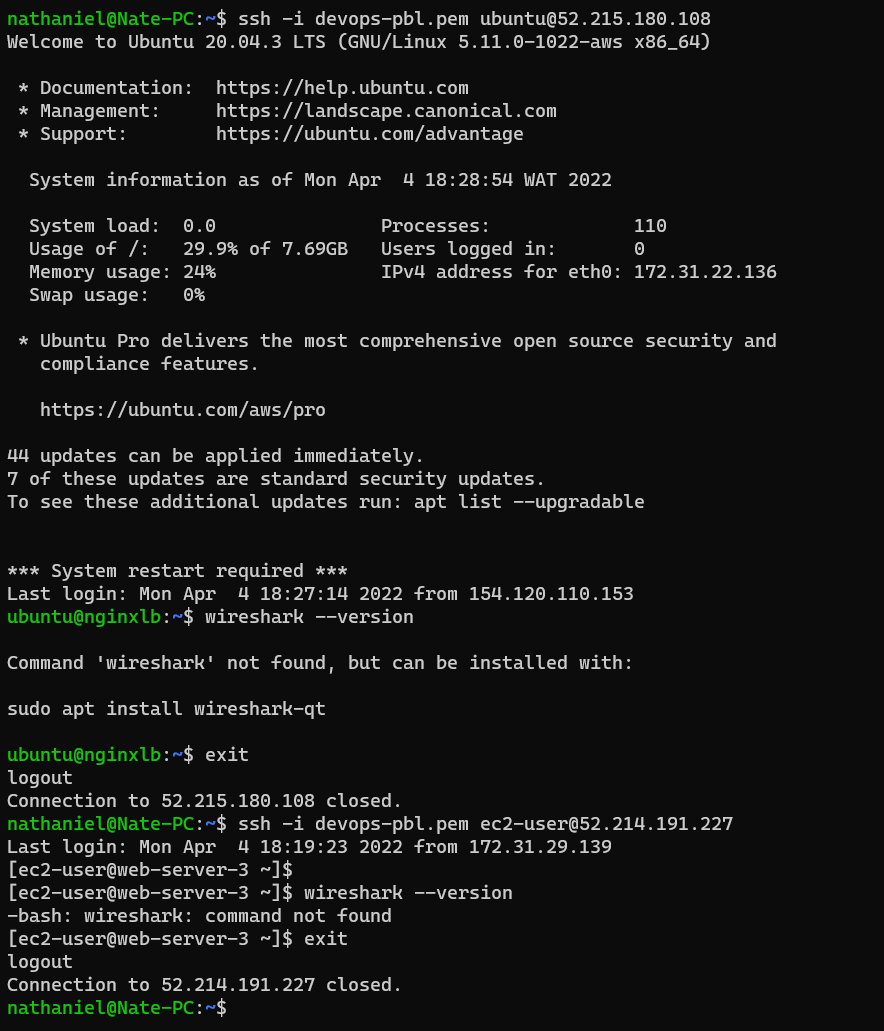 nathaniel@Nate-PC:~$ ssh -i devops-pbl.pem ubuntu@52.215.180.108
Welcome to Ubuntu 20.04.3 LTS (GNU/Linux 5.11.0-1022-aws x86_64)

 * Documentation:  https://help.ubuntu.com
 * Management:     https://landscape.canonical.com
 * Support:        https://ubuntu.com/advantage

  System information as of Mon Apr  4 18:28:54 WAT 2022

  System load:  0.0               Processes:             110
  Usage of /:   29.9% of 7.69GB   Users logged in:       0
  Memory usage: 24%               IPv4 address for eth0: 172.31.22.136
  Swap usage:   0%

 * Ubuntu Pro delivers the most comprehensive open source security and
   compliance features.

   https://ubuntu.com/aws/pro

44 updates can be applied immediately.
7 of these updates are standard security updates.
To see these additional updates run: apt list --upgradable


*** System restart required ***
Last login: Mon Apr  4 18:27:14 2022 from 154.120.110.153
ubuntu@nginxlb:~$ wireshark --version

Command 'wireshark' not found, but can be installed with:

sudo apt install wireshark-qt

ubuntu@nginxlb:~$ exit
logout
Connection to 52.215.180.108 closed.
nathaniel@Nate-PC:~$ ssh -i devops-pbl.pem ec2-user@52.214.191.227
Last login: Mon Apr  4 18:19:23 2022 from 172.31.29.139
[ec2-user@web-server-3 ~]$
[ec2-user@web-server-3 ~]$ wireshark --version
-bash: wireshark: command not found
[ec2-user@web-server-3 ~]$ exit
logout
Connection to 52.214.191.227 closed.
nathaniel@Nate-PC:~$